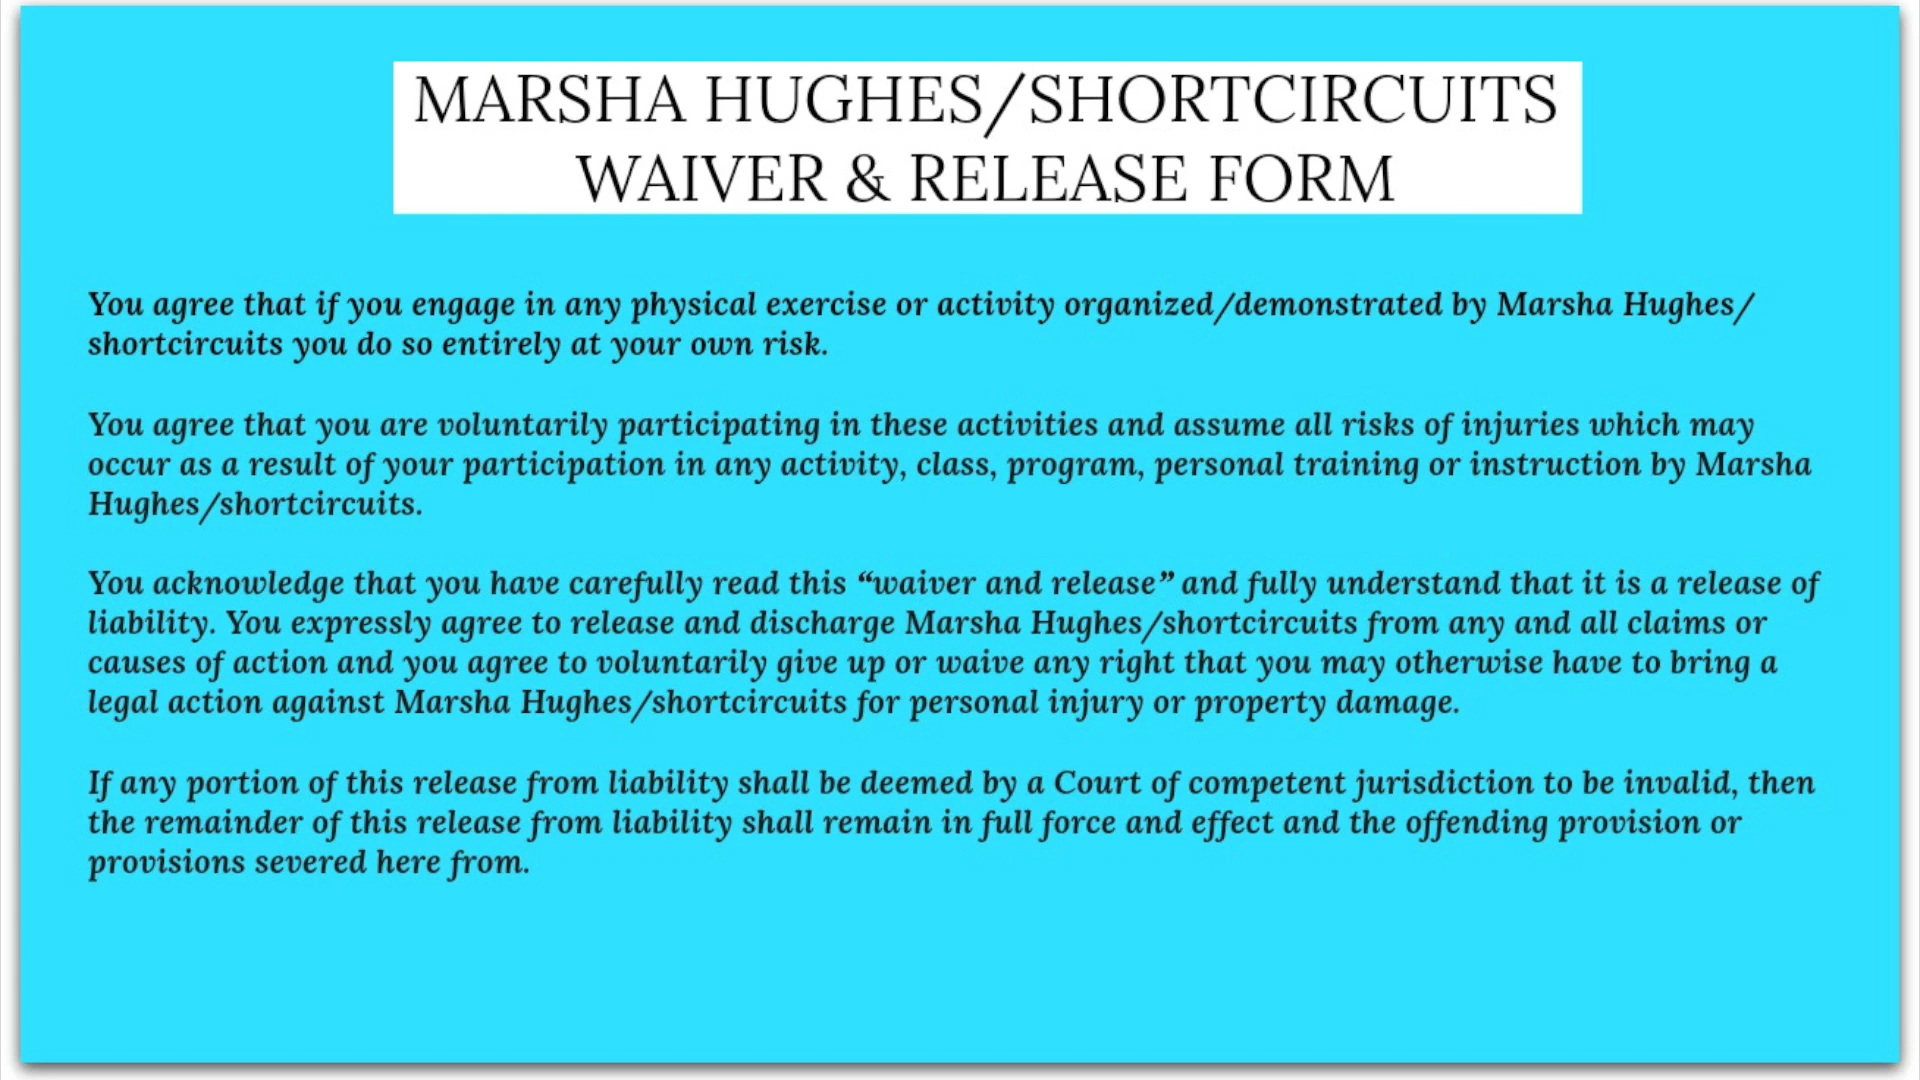 MARSHA HUGHES/SHORTCIRCUITS
WAIVER & RELEASE FORM
You agree that if you engage in any physical exercise or activity organized/demonstrated by Marsha Hughes/
shortcircuits you do so entirely at your own risk.
You agree that you are voluntarily participating in these activities and assume all risks of injuries which may
occur as a result of your participation in any activity, class, program, personal training or instruction by Marsha
Hughes/shortcircuits.
You acknowledge that you have carefully read this “waiver and release” and fully understand that it is a release of
liability. You expressly agree to release and discharge Marsha Hughes/shortcircuits from any and all claims or
causes of action and you agree to voluntarily give up or waive any right that you may otherwise have to bring a
legal action against Marsha Hughes/shortcircuits for personal injury or property damage.
If any portion of this release from liability shall be deemed by a Court of competent jurisdiction to be invalid, then
the remainder of this release from liability shall remain in full force and effect and the offending provision or
provisions severed here from.